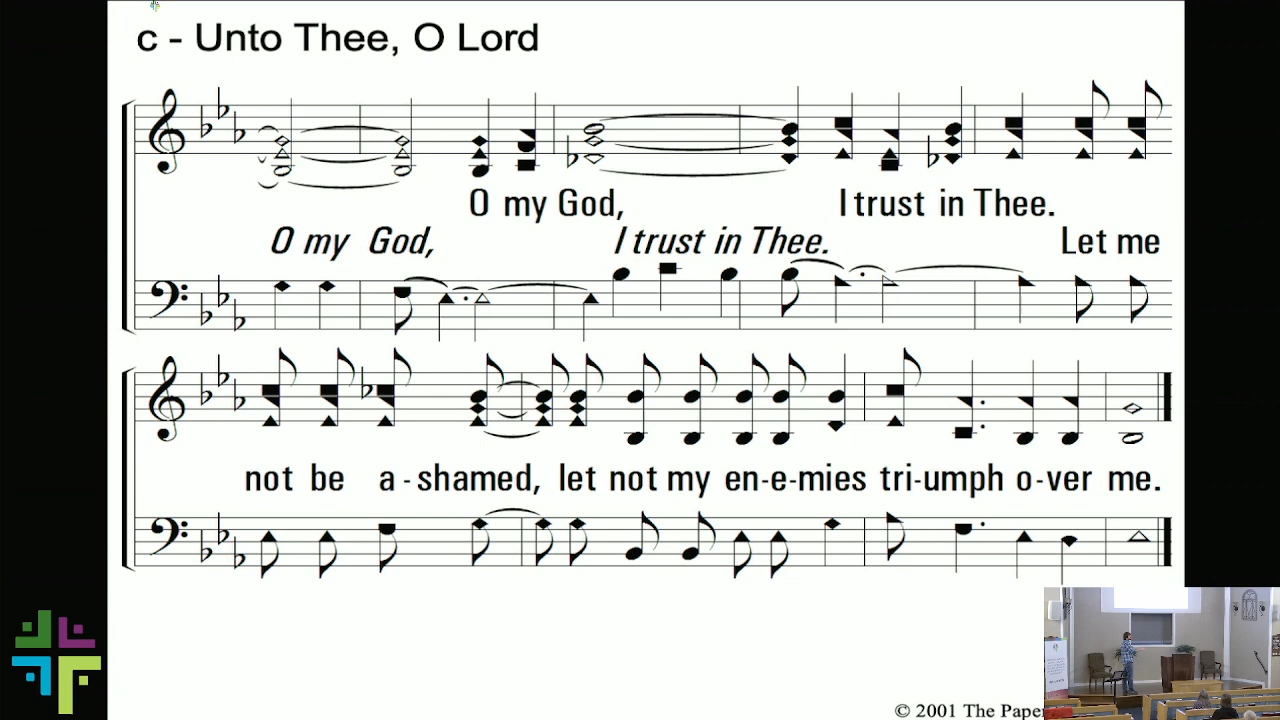 c - Unto Thee, O Lord
O my God, I trust in Thee.
O my God, I trust in Thee. Let me
not be a - shamed, let not my en-e-mies tri-umph o-ver me.
© 2001 The Paper